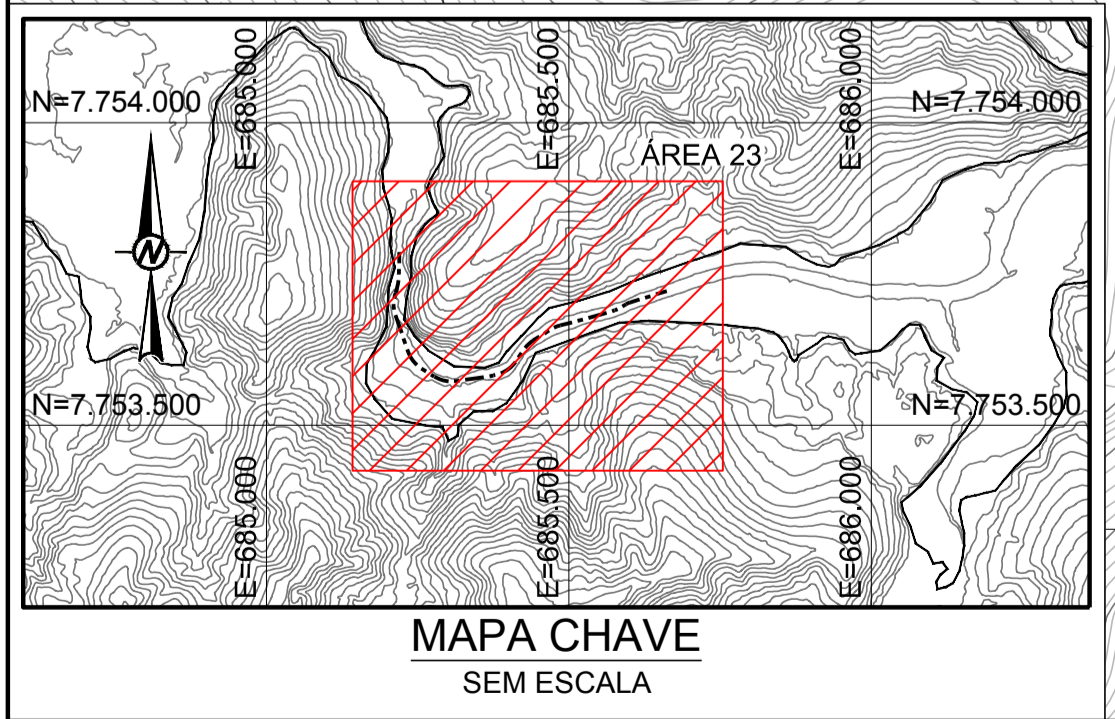 E=685.000
E=685.500
E=686.000
N=7.754.000
N=7.754.000
ÁREA 23
N
N=7.753.500
N=7.753.500
E=685.000
E=685.500
E=686.000
MAPA CHAVE
SEM ESCALA